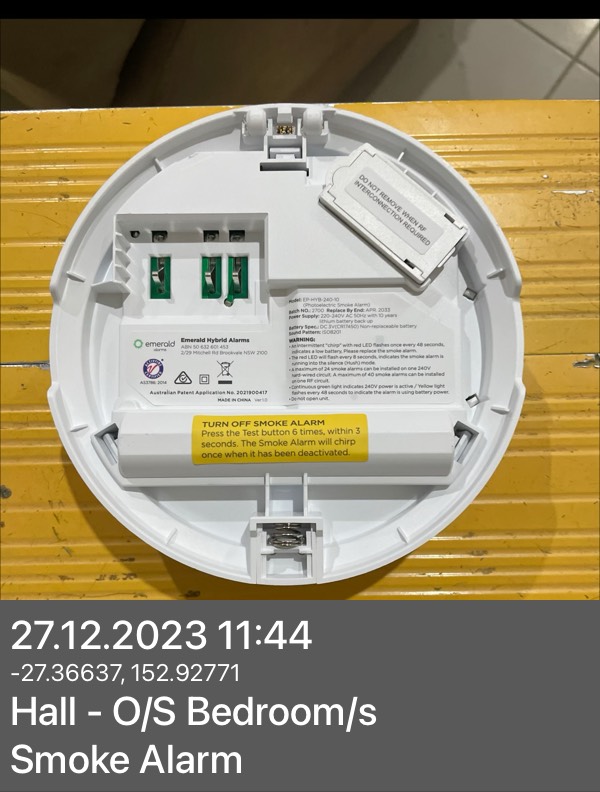 DO NOT REMOVE WHEN RF
INTERCONNECTION REQUIRED
Model: EP-HYB-240-10
(Photoelectric Smoke Alarm)
Batch NO.: 2700 Replace By End: APR. 2033
Power Supply: 220-240V AC 50Hz with 10 years
lithium battery back up
Battery Spec.: DC 3V(CR17450) Non-replaceable battery
Sound Pattern: ISO8201
WARNING:
• An intermittent "chirp" with red LED flashes once every 48 seconds,
indicates a low battery. Please replace the smoke alarm.
• The red LED will flash every 8 seconds, indicates the smoke alarm is
coming into the silence (Hush) mode.
• A maximum of 24 smoke alarms can be installed on one 240V
hard-wired circuit. A maximum of 40 smoke alarms can be installed
at one RF circuit.
• Continuous green light indicates 240V power is active./ Yellow light
flashes every 48 seconds to indicate the alarm is using battery power.
• Do not open unit.
emerald
Emerald Hybrid Alarms
ABN 50 632 601 453
2/39 Mitchell Rd Brookvale NSW 2100
AS3786: 2014
Australian Patent Application No. 2021900417
MADE IN CHINA Ver1.0
TURN OFF SMOKE ALARM
Press the Test button 6 times, within 3
seconds. The Smoke Alarm will chirp
once when it has been deactivated.
27.12.2023 11:44
-27.36637, 152.92771
Hall - O/S Bedroom/s
Smoke Alarm